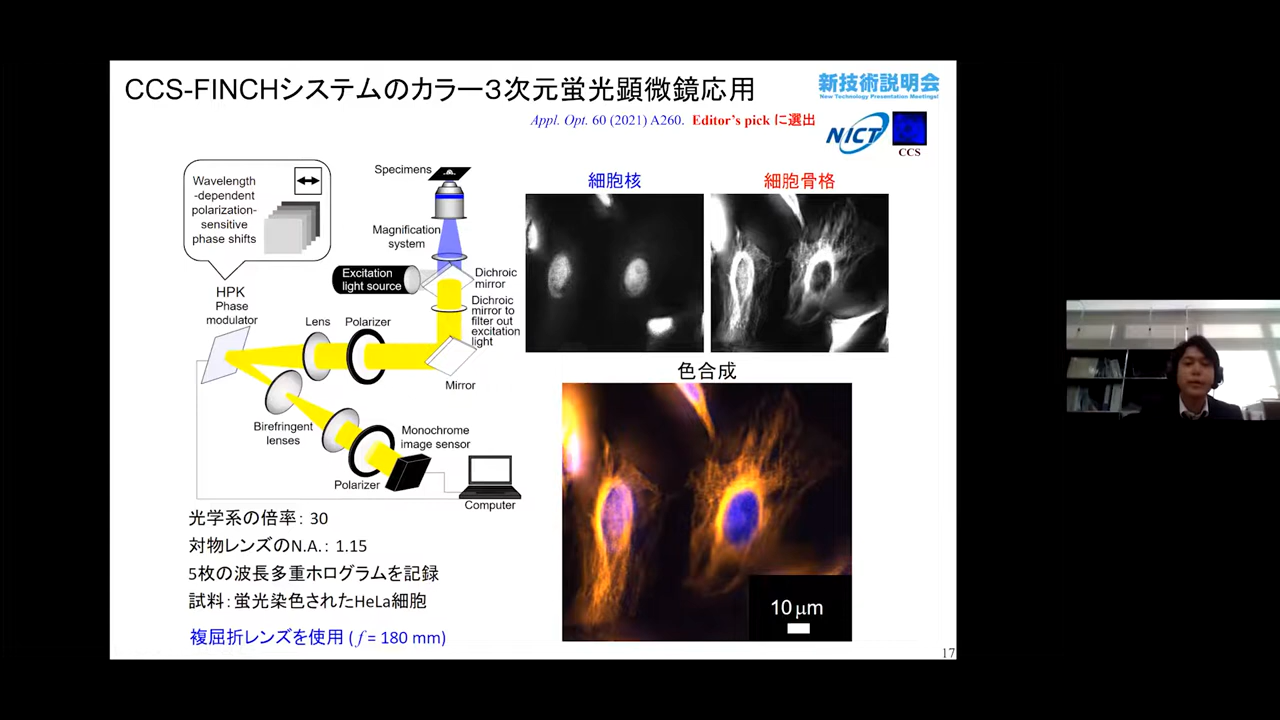 CCS-FINCHシステムのカラー３次元蛍光顕微鏡応用
新技術説明会
New Technology Presentation Meetings!
Appl. Opt. 60 (2021) A260. Editor's pick に選出
NICT
CCS
Wavelength
-dependent
polarization-
sensitive
phase shifts
HPK
Phase
modulator
Specimens
Magnification
system
Excitation
light source
Dichroic
mirror
Dichroic
mirror to
filter out
excitation
light
Lens
Polarizer
Mirror
Birefringent
lenses
Monochrome
image sensor
Polarizer
Computer
細胞核
細胞骨格
色合成
10 μm
光学系の倍率： 30
対物レンズのN.A.： 1.15
5枚の波長多重ホログラムを記録
試料：蛍光染色されたHeLa細胞
複屈折レンズを使用 (f = 180 mm)
17